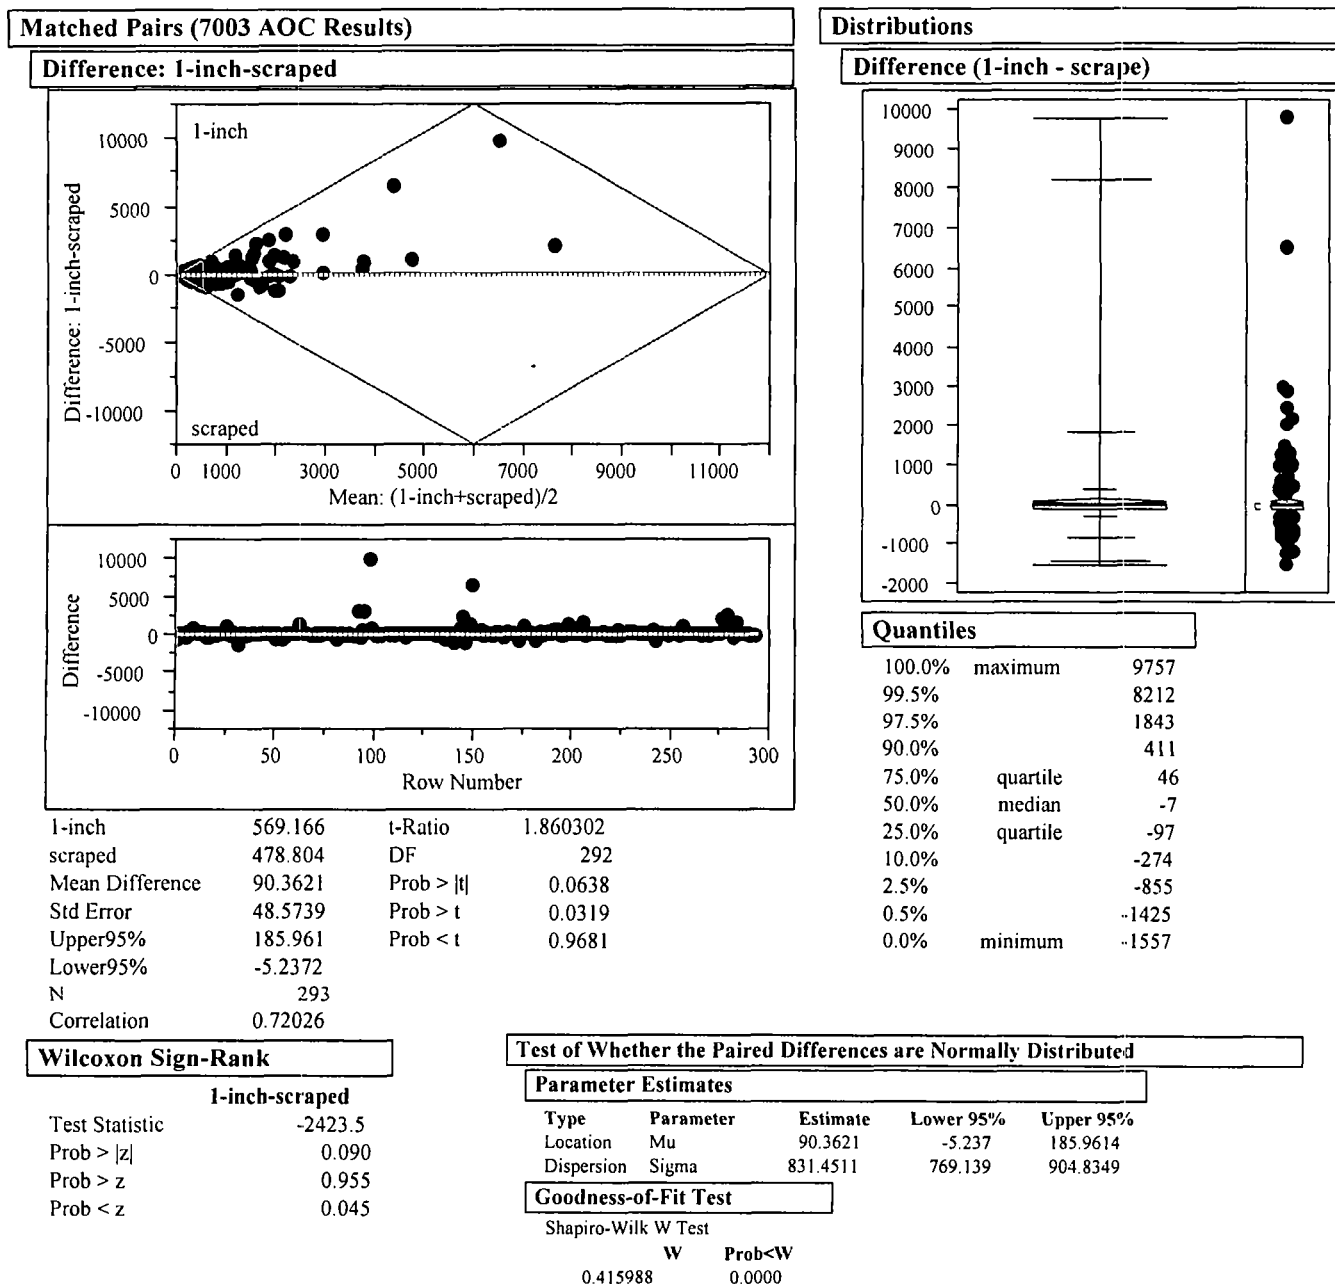 Matched Pairs (7003 AOC Results)
Difference: 1-inch-scraped
1-inch
10000
5000
0
-5000
-10000
Difference: 1-inch-scraped
scraped
0 1000 3000 5000 7000 9000 11000
Mean: (1-inch+scraped)/2
10000
5000
0
-5000
-10000
Difference
0 50 100 150 200 250 300
Row Number
1-inch 569.166 t-Ratio 1.860302
scraped 478.804 DF 292
Mean Difference 90.3621 Prob > |t| 0.0638
Std Error 48.5739 Prob > t 0.0319
Upper95% 185.961 Prob < t 0.9681
Lower95% -5.2372
N 293
Correlation 0.72026
Distributions
Difference (1-inch - scrape)
10000
9000
8000
7000
6000
5000
4000
3000
2000
1000
0
-1000
-2000
Quantiles
100.0% maximum 9757
99.5% 8212
97.5% 1843
90.0% 411
75.0% quartile 46
50.0% median -7
25.0% quartile -97
10.0% -274
2.5% -855
0.5% -1425
0.0% minimum -1557
Wilcoxon Sign-Rank
1-inch-scraped
Test Statistic -2423.5
Prob > |z| 0.090
Prob > z 0.955
Prob < z 0.045
Test of Whether the Paired Differences are Normally Distributed
Parameter Estimates
Type Parameter Estimate Lower 95% Upper 95%
Location Mu 90.3621 -5.237 185.9614
Dispersion Sigma 831.4511 769.139 904.8349
Goodness-of-Fit Test
Shapiro-Wilk W Test
W Prob<W
0.415988 0.0000